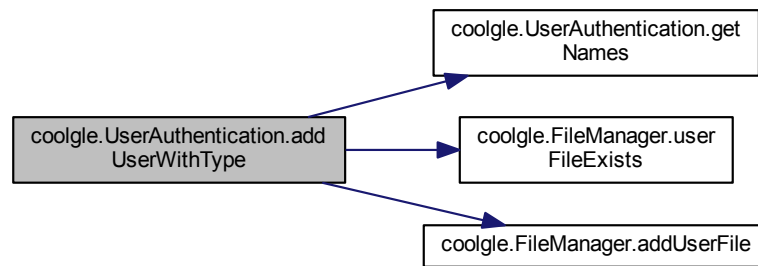 coolgle.UserAuthentication.get
Names
coolgle.UserAuthentication.add
UserWithType
coolgle.FileManager.user
FileExists
coolgle.FileManager.addUserFile